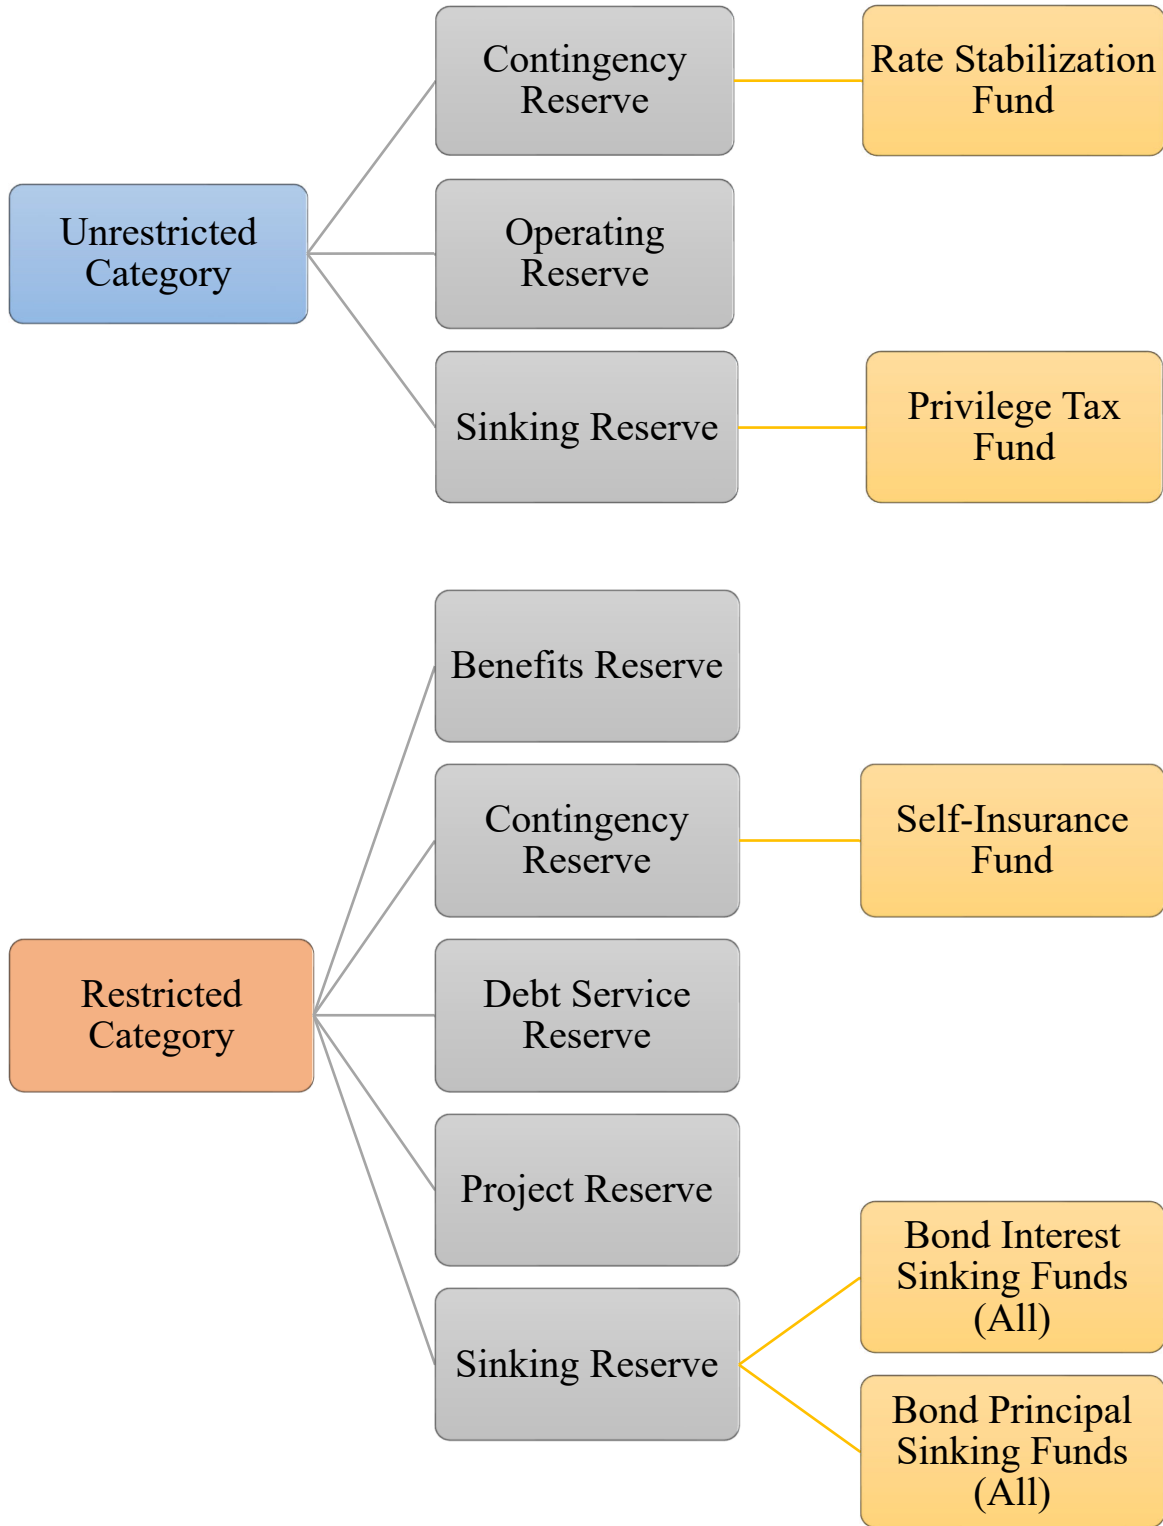 Contingency
Reserve
Rate Stabilization
Fund
Unrestricted
Category
Operating
Reserve
Sinking Reserve
Privilege Tax
Fund
Benefits Reserve
Contingency
Reserve
Self-Insurance
Fund
Restricted
Category
Debt Service
Reserve
Project Reserve
Sinking Reserve
Bond Interest
Sinking Funds
(All)
Bond Principal
Sinking Funds
(All)